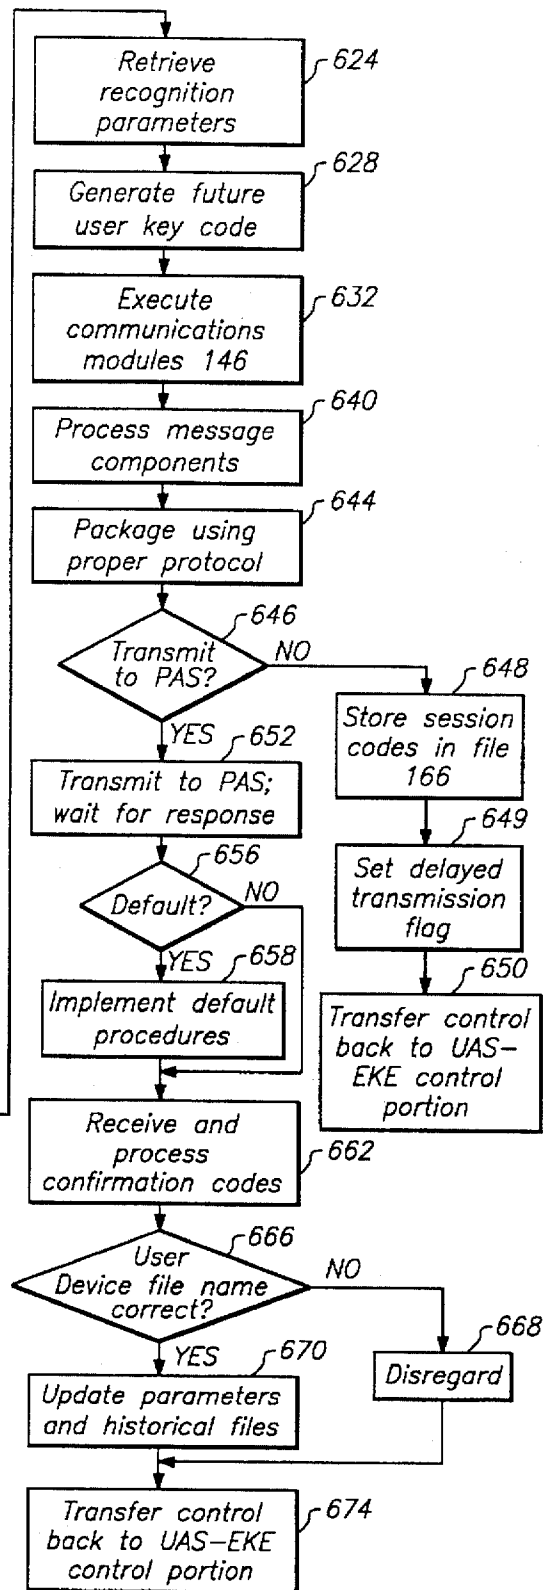 Retrieve
recognition
parameters
624
Generate future
user key code
628
Execute
communications
modules 146
632
Process message
components
640
Package using
proper protocol
644
Transmit
to PAS?
646
NO
YES
Store session
codes in file
166
648
Transmit to PAS;
wait for response
652
Set delayed
transmission
flag
649
Default?
656
NO
YES
Implement default
procedures
658
Transfer control
back to UAS-
EKE control
portion
650
Receive and
process
confirmation codes
662
User
Device file name
correct?
666
NO
YES
Disregard
668
Update parameters
and historical files
670
Transfer control
back to UAS-EKE
control portion
674